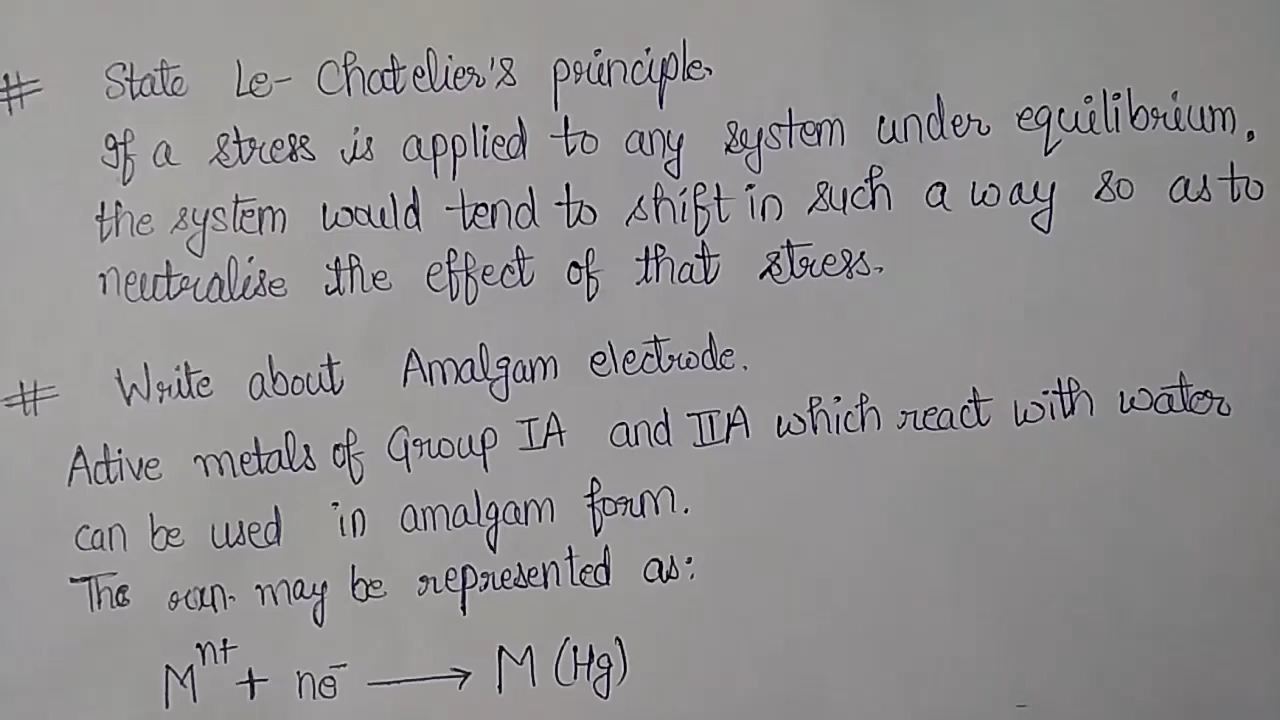 # State Le- Chatelier's principle.
If a stress is applied to any system under equilibrium,
the system would tend to shift in such a way so as to
neutralise the effect of that stress.
# Write about Amalgam electrode.
Active metals of Group IA and IIA which react with water
can be used in amalgam form.
The rxn. may be represented as:
Mⁿ⁺ + ne⁻ ⟶ M (Hg)